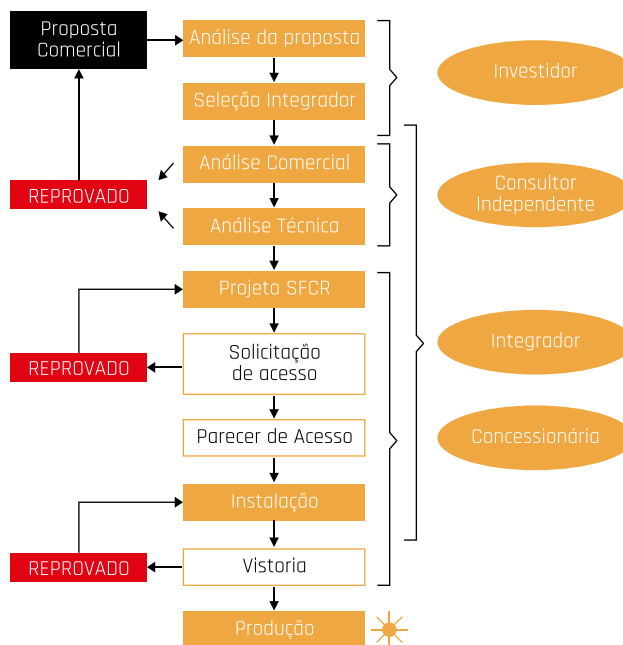 Proposta
Comercial
Análise da proposta
Investidor
Seleção Integrador
Análise Comercial
REPROVADO
Consultor
Independente
Análise Técnica
Projeto SFCR
Integrador
Solicitação
de acesso
REPROVADO
Parecer de Acesso
Concessionária
Instalação
Vistoria
REPROVADO
Produção